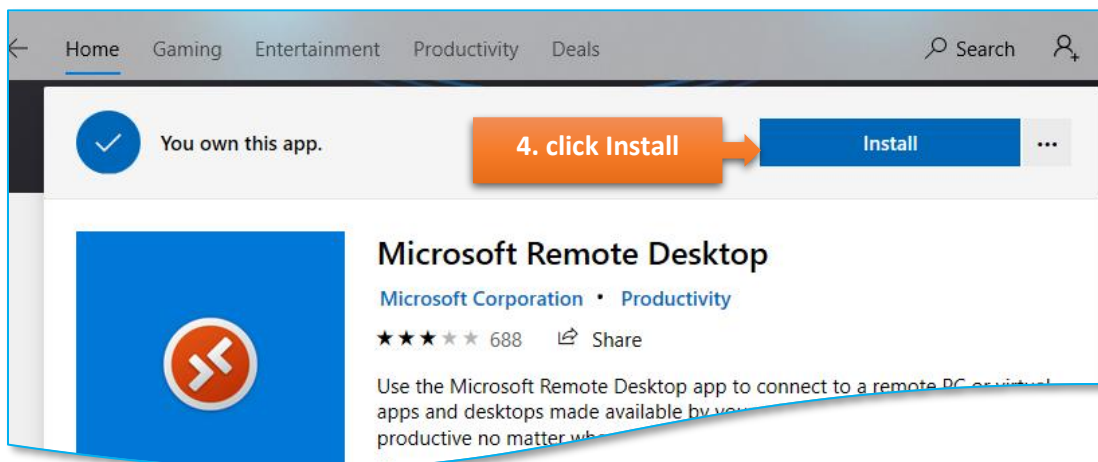 Home Gaming Entertainment Productivity Deals Search
You own this app. 4. click Install Install ...
Microsoft Remote Desktop
Microsoft Corporation • Productivity
688 Share
Use the Microsoft Remote Desktop app to connect to a remote PC or virtual
apps and desktops made available by your
productive no matter